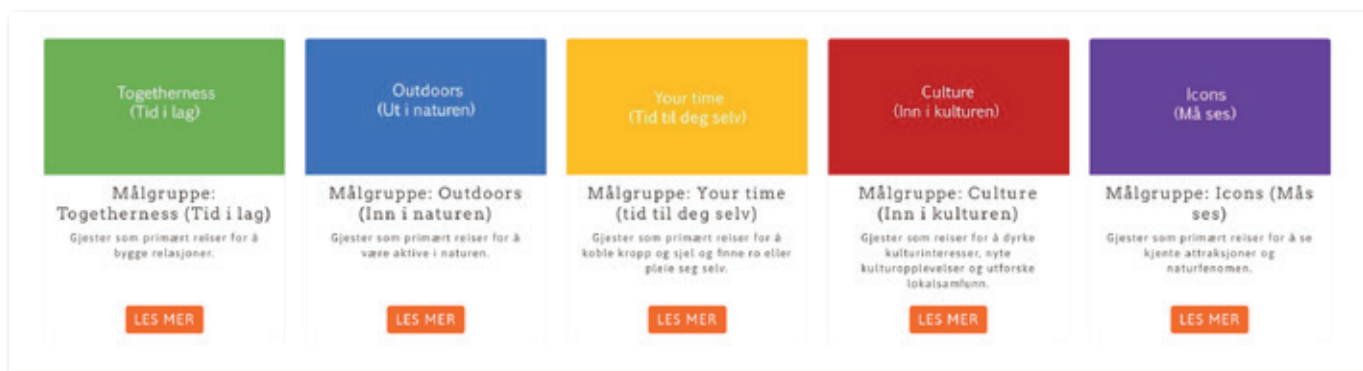 Togetherness
(Tid i lag)
Målgruppe:
Togetherness (Tid i lag)
Gjester som primært reiser for å
bygge relasjoner.
LES MER
Outdoors
(Ut i naturen)
Målgruppe: Outdoors
(Inn i naturen)
Gjester som primært reiser for å
være aktive i naturen.
LES MER
Your time
(Tid til deg selv)
Målgruppe: Your time
(tid til deg selv)
Gjester som primært reiser for å
koble kropp og sjel og finne ro eller
pleie seg selv.
LES MER
Culture
(Inn i kulturen)
Målgruppe: Culture
(Inn i kulturen)
Gjester som reiser for å dyrke
kulturinteresser, nyte
kulturopplevelser og utforske
lokalsamfunn.
LES MER
Icons
(Må ses)
Målgruppe: Icons (Mås
ses)
Gjester som primært reiser for å se
kjente attraksjoner og
naturfenomen.
LES MER